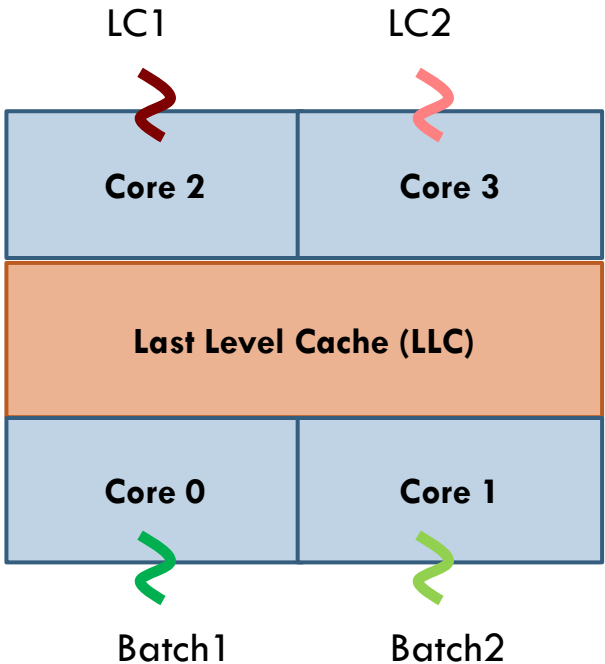 LC1
LC2
Core 2
Core 3
Last Level Cache (LLC)
Core 0
Core 1
Batch1
Batch2